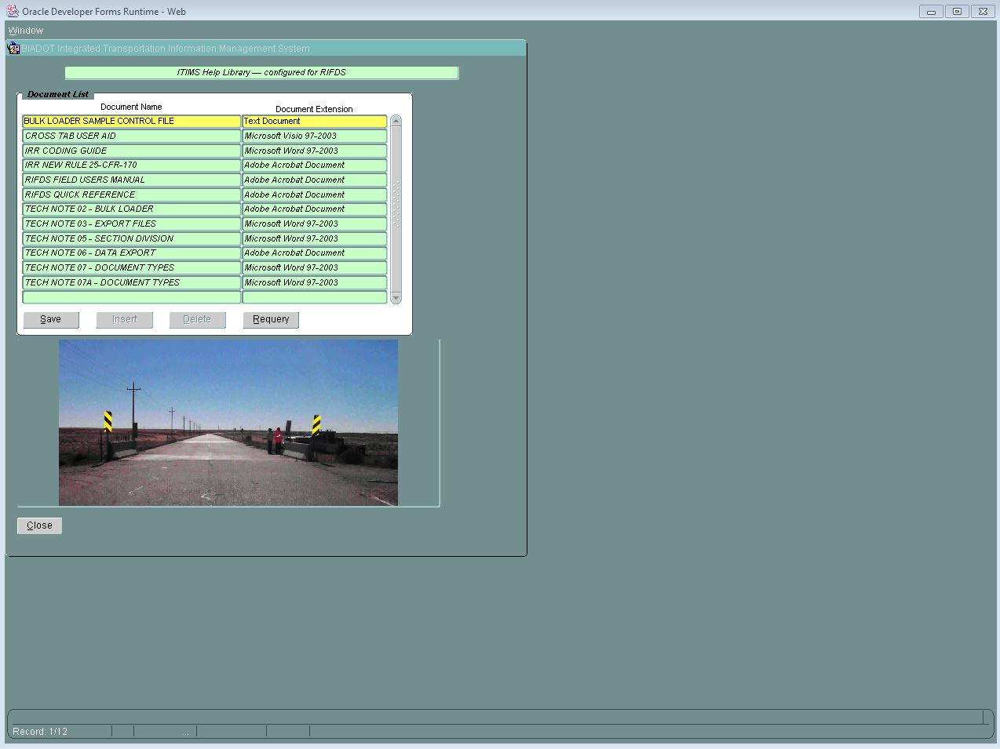 Oracle Developer Forms Runtime - Web
Window
BIADOT Integrated Transportation Information Management System
ITIMS Help Library — configured for RIFDS
Document List
Document Name Document Extension
BULK LOADER SAMPLE CONTROL FILE Text Document
CROSS TAB USER AID Microsoft Visio 97-2003
IRR CODING GUIDE Microsoft Word 97-2003
IRR NEW RULE 25-CFR-170 Adobe Acrobat Document
RIFDS FIELD USERS MANUAL Adobe Acrobat Document
RIFDS QUICK REFERENCE Adobe Acrobat Document
TECH NOTE 02 - BULK LOADER Adobe Acrobat Document
TECH NOTE 03 - EXPORT FILES Microsoft Word 97-2003
TECH NOTE 05 - SECTION DIVISION Microsoft Word 97-2003
TECH NOTE 06 - DATA EXPORT Adobe Acrobat Document
TECH NOTE 07 - DOCUMENT TYPES Microsoft Word 97-2003
TECH NOTE 07A - DOCUMENT TYPES Microsoft Word 97-2003
Save Insert Delete Requery
Close
Record: 1/12 ...